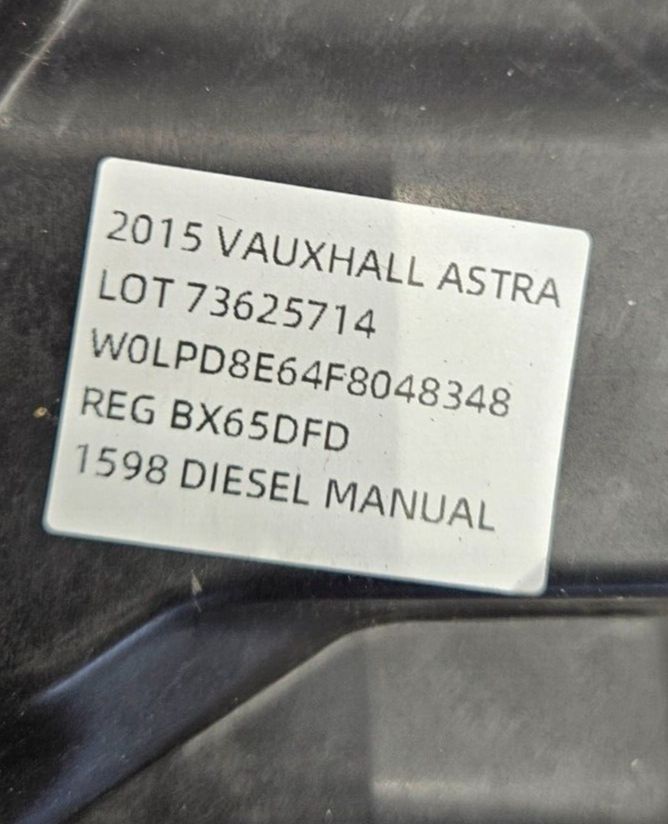 2015 VAUXHALL ASTRA
LOT 73625714
W0LPD8E64F8048348
REG BX65DFD
1598 DIESEL MANUAL